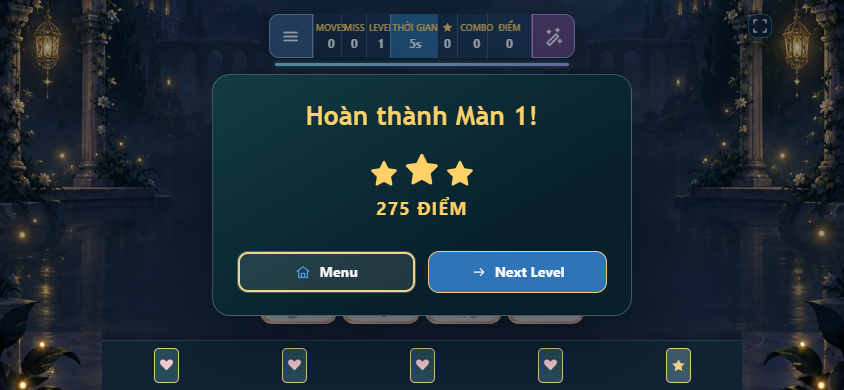 MOVES MISS LEVEL THỜI GIAN COMBO ĐIỂM
0 0 1 5s 0 0 0
Hoàn thành Màn 1!
275 ĐIỂM
Menu Next Level